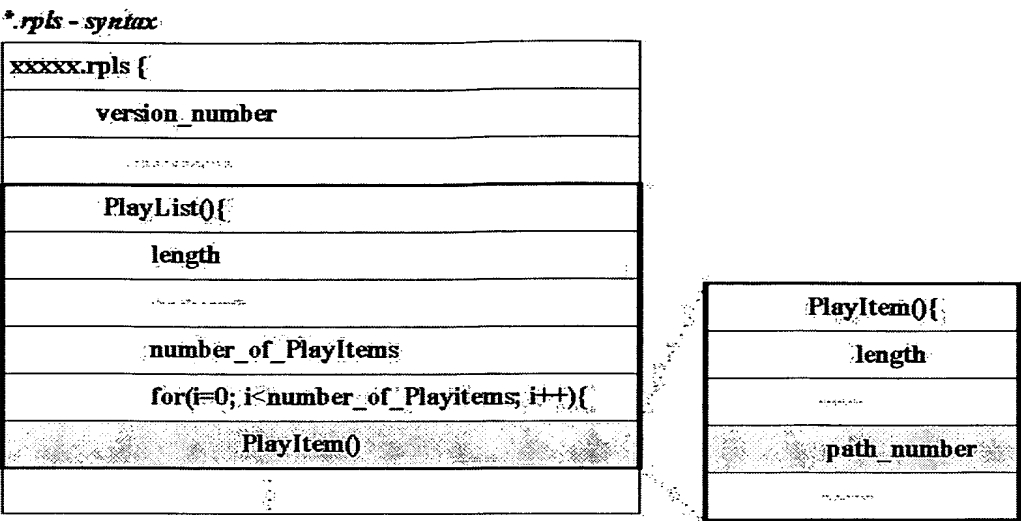 *.rpls - syntax
xxxxx.rpls {
version_number
PlayList(){
length
number_of_PlayItems
for(i=0; i<number_of_Playitems; i++){
PlayItem()
PlayItem(){
length
path_number